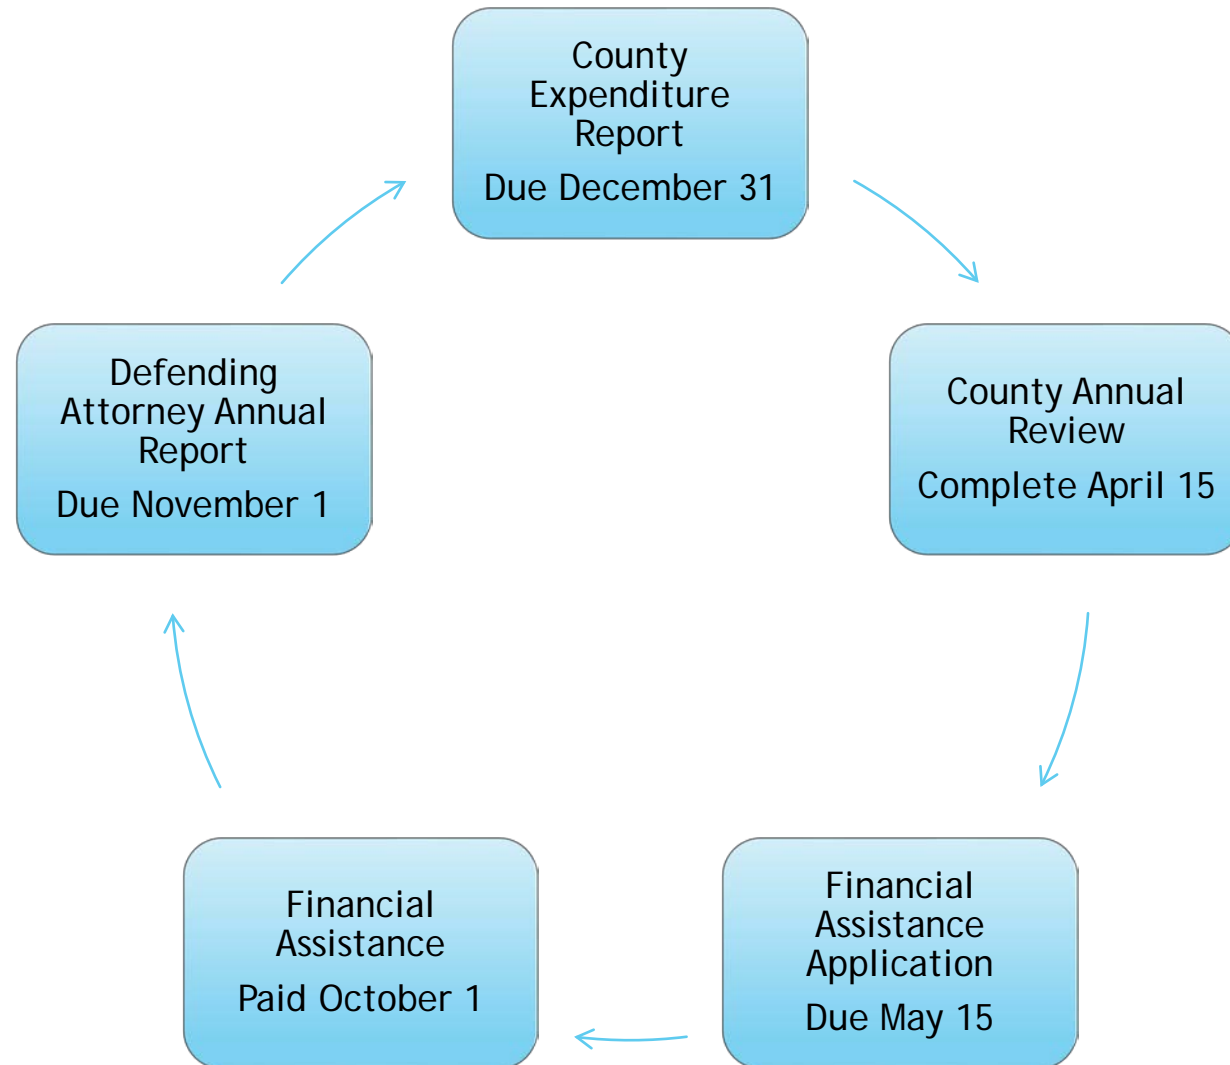 County
Expenditure
Report
Due December 31
County Annual
Review
Complete April 15
Financial
Assistance
Application
Due May 15
Financial
Assistance
Paid October 1
Defending
Attorney Annual
Report
Due November 1